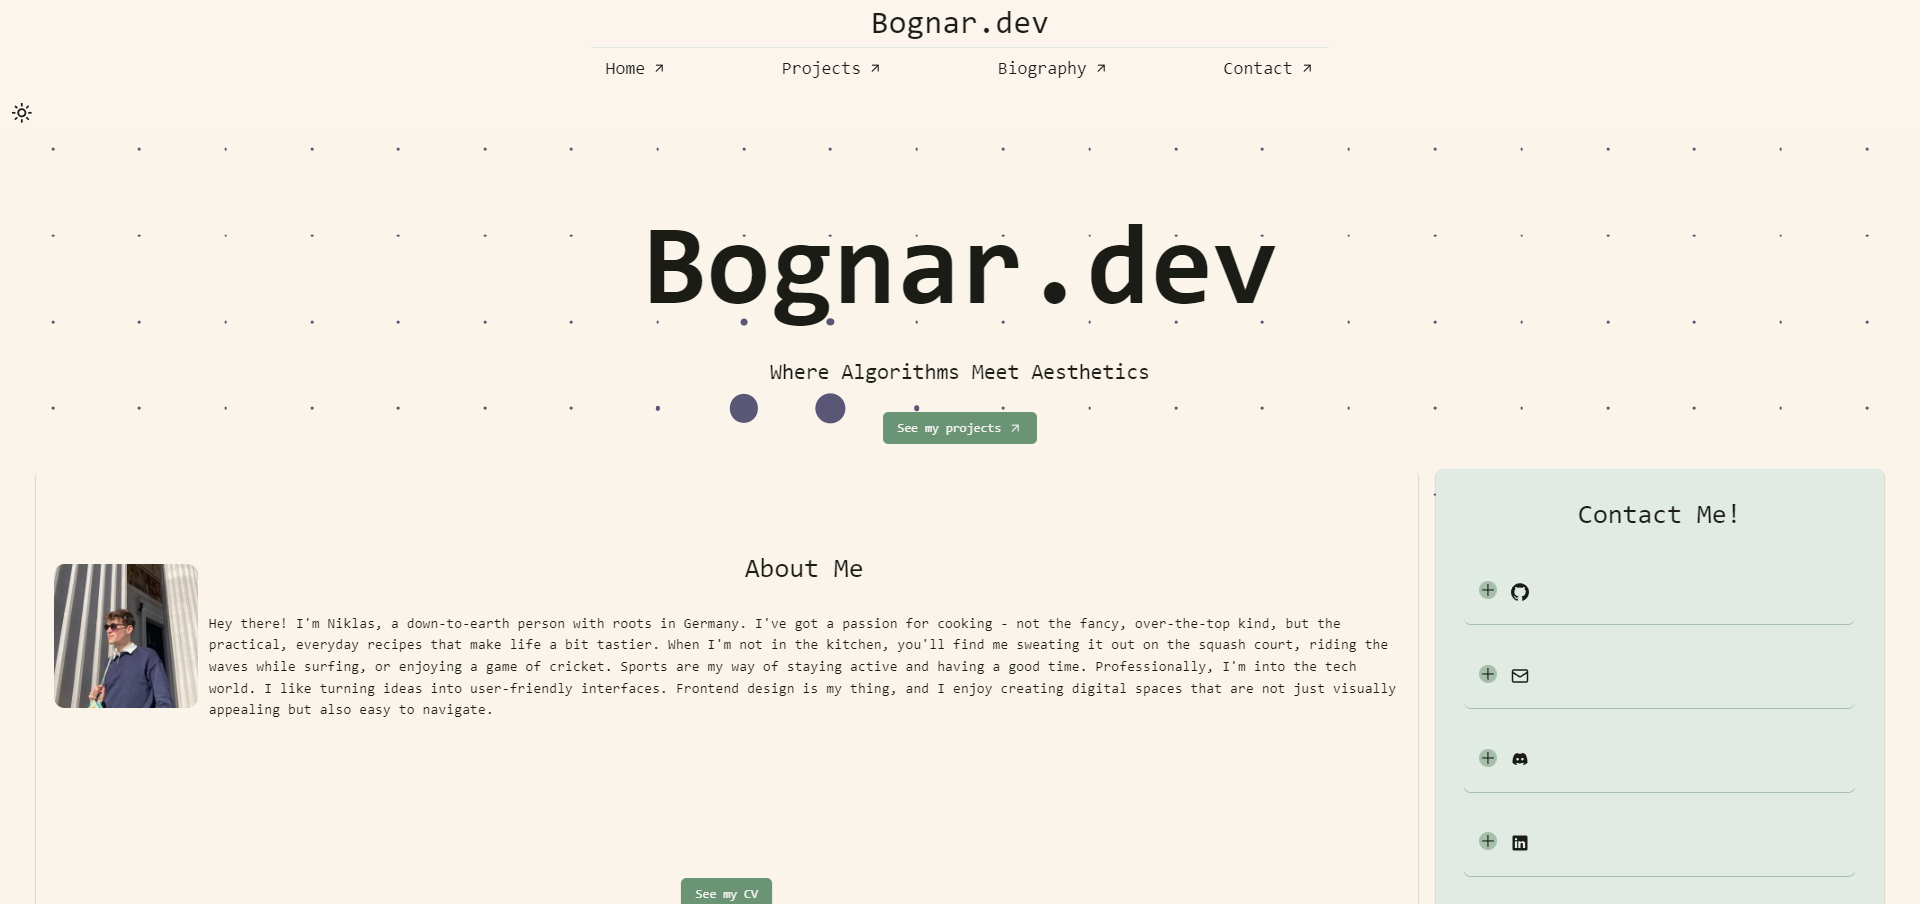 Bognar.dev
Home
Projects
Biography
Contact
Bognar.dev
Where Algorithms Meet Aesthetics
See my projects
Contact Me!
About Me
Hey there! I'm Niklas, a down-to-earth person with roots in Germany. I've got a passion for cooking - not the fancy, over-the-top kind, but the
practical, everyday recipes that make life a bit tastier. When I'm not in the kitchen, you'll find me sweating it out on the squash court, riding the
waves while surfing, or enjoying a game of cricket. Sports are my way of staying active and having a good time. Professionally, I'm into the tech
world. I like turning ideas into user-friendly interfaces. Frontend design is my thing, and I enjoy creating digital spaces that are not just visually
appealing but also easy to navigate.
See my CV